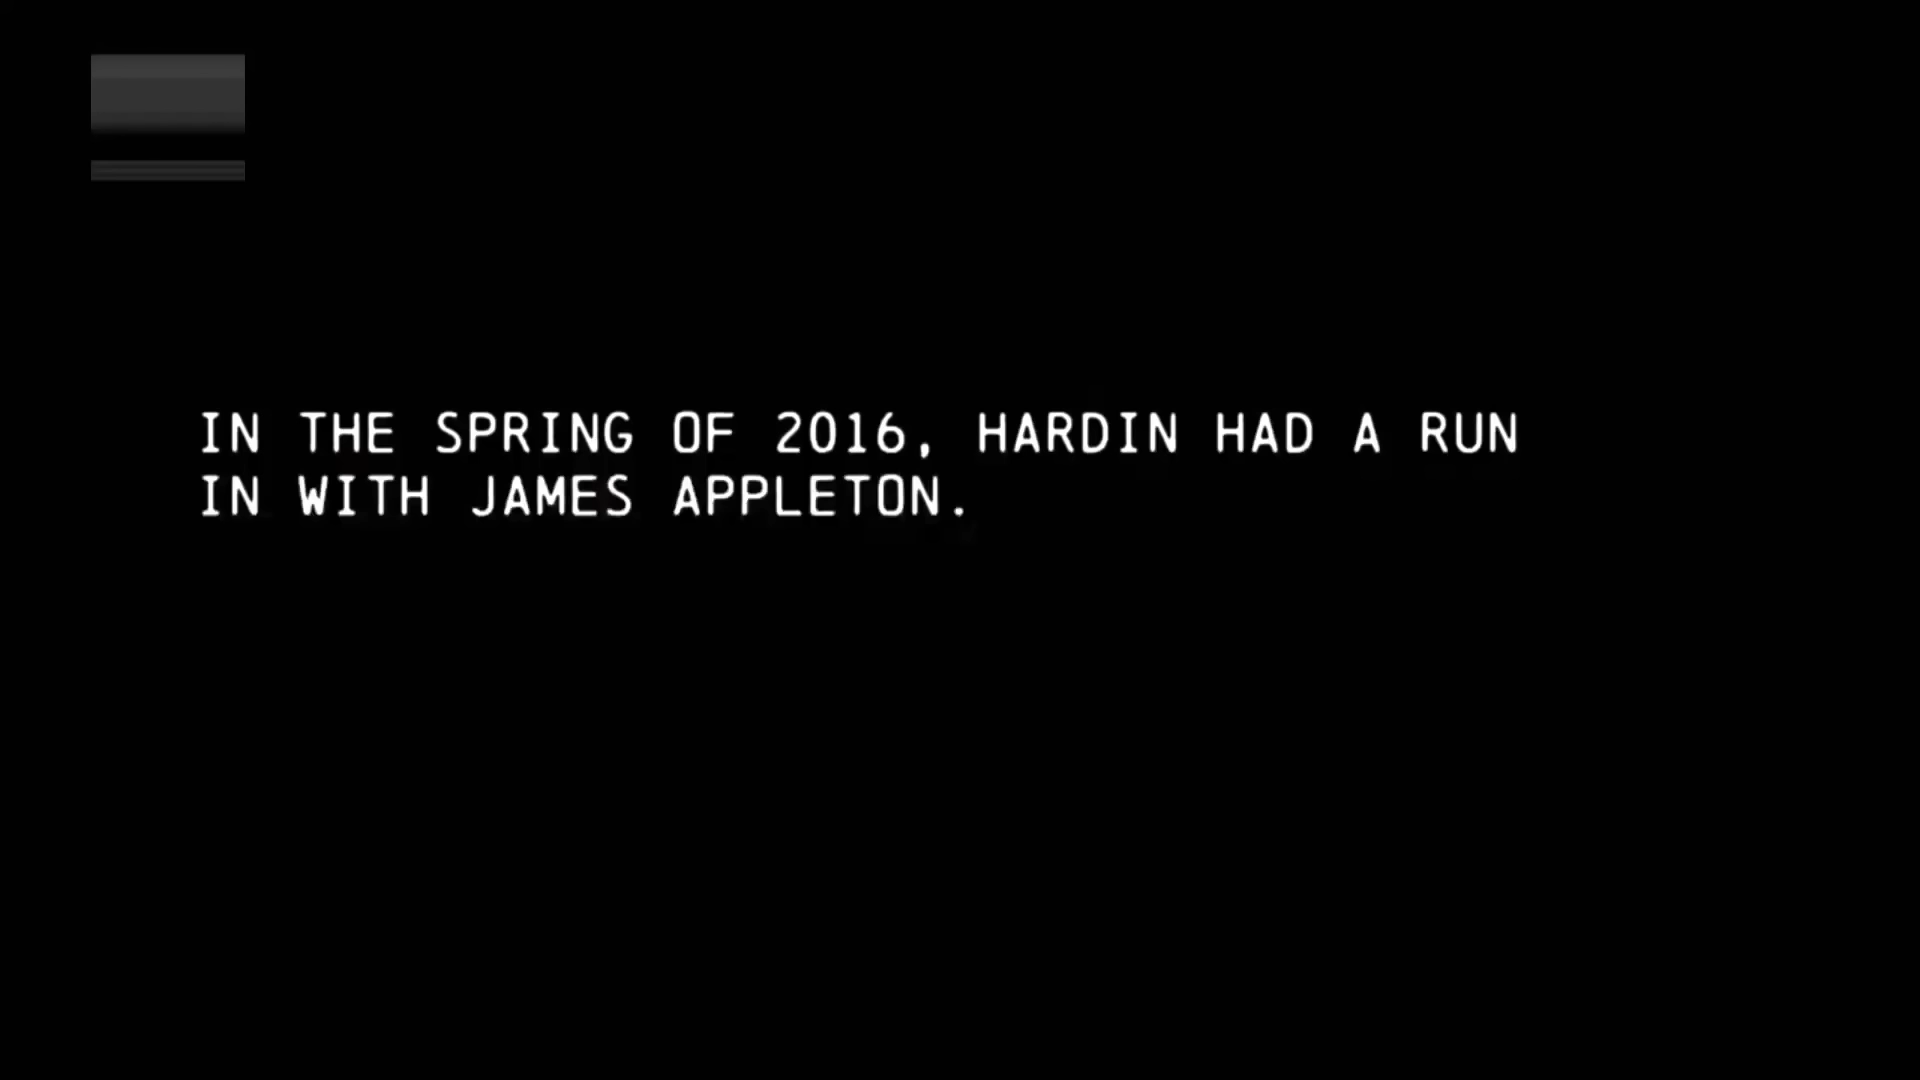 IN THE SPRING OF 2016, HARDIN HAD A RUN
IN WITH JAMES APPLETON.